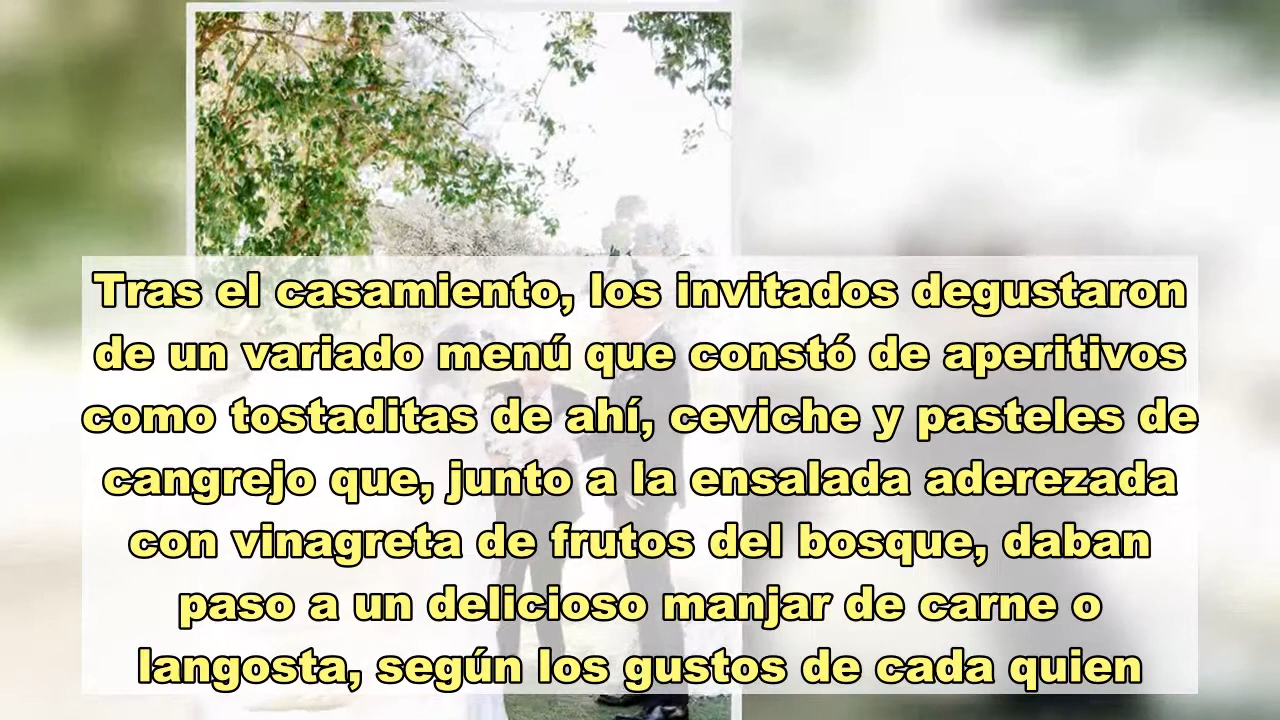 Tras el casamiento, los invitados degustaron
de un variado menú que constó de aperitivos
como tostaditas de ahí, ceviche y pasteles de
cangrejo que, junto a la ensalada aderezada
con vinagreta de frutos del bosque, daban
paso a un delicioso manjar de carne o
langosta, según los gustos de cada quien